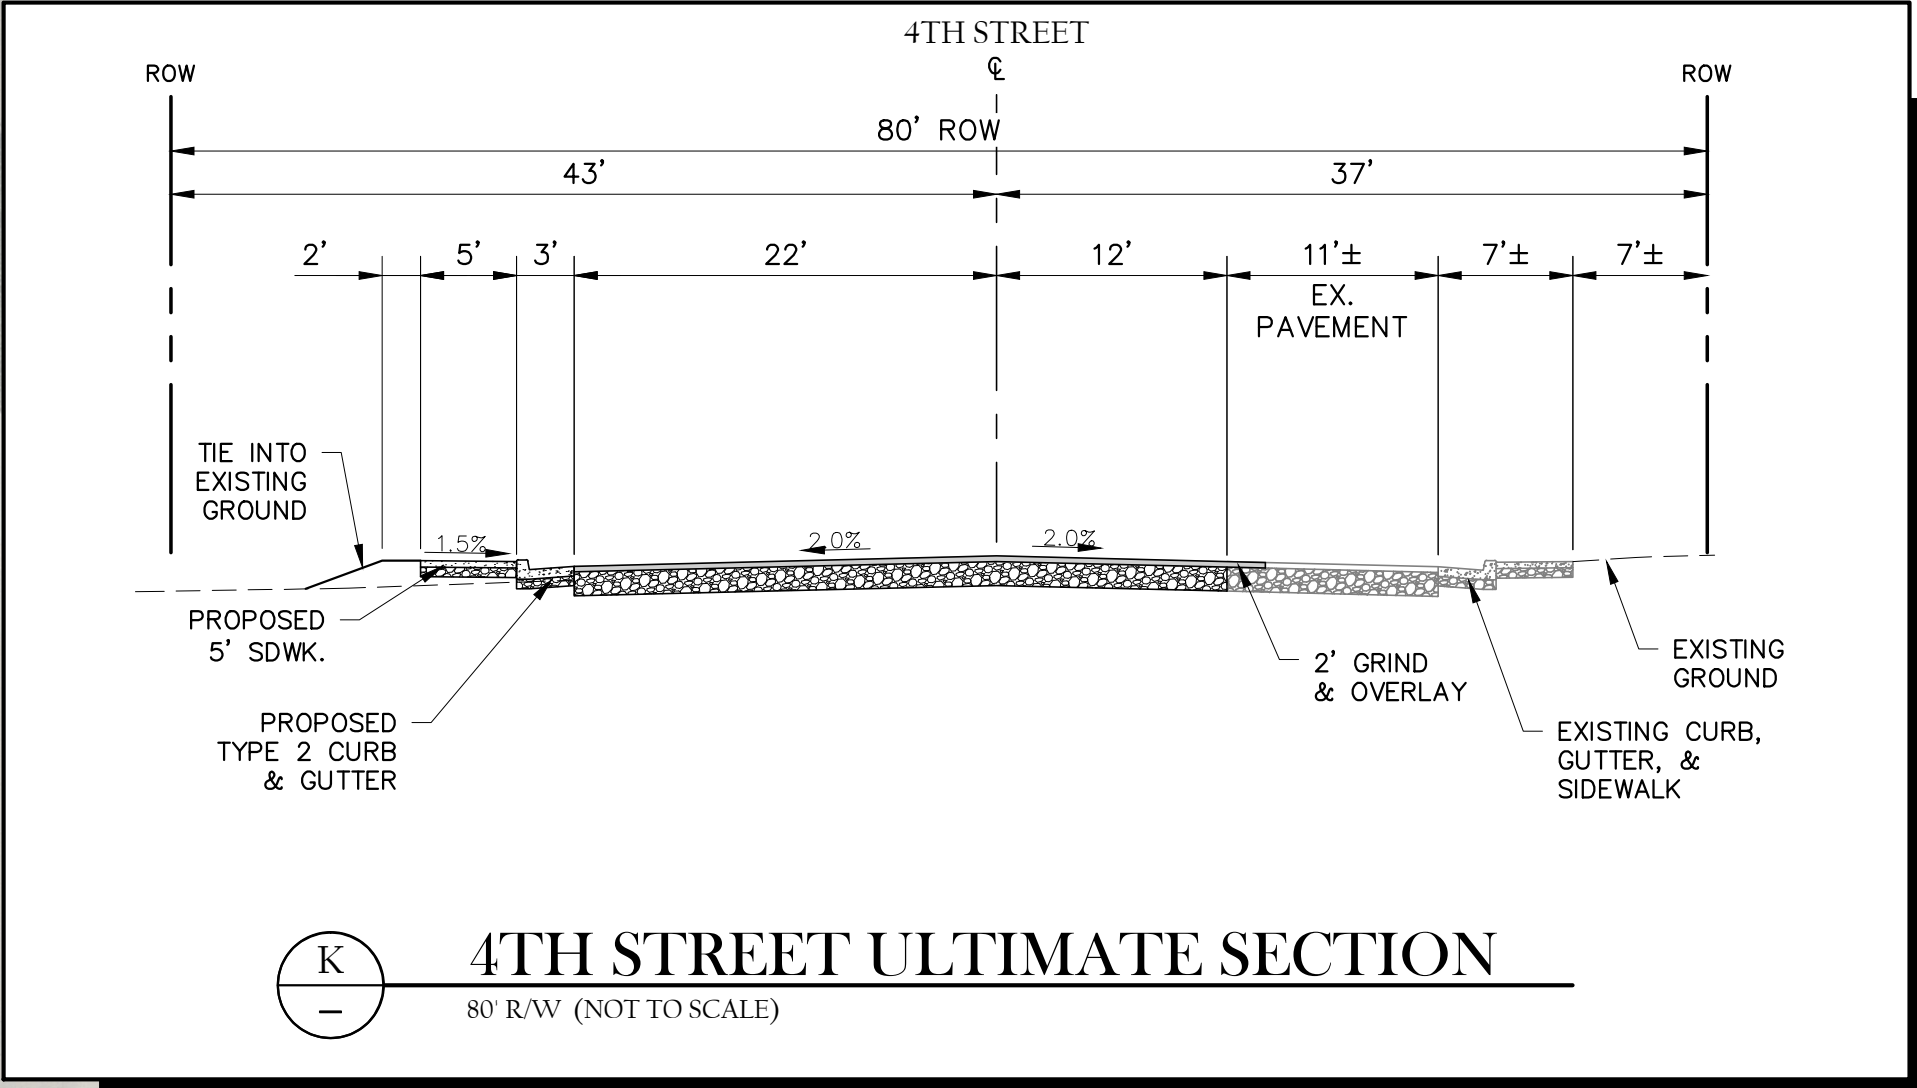 4TH STREET
℄
ROW
ROW
80' ROW
43'
37'
2'
5'
3'
22'
12'
11'±
7'±
7'±
EX.
PAVEMENT
TIE INTO
EXISTING
GROUND
1.5%
2.0%
2.0%
PROPOSED
5' SDWK.
PROPOSED
TYPE 2 CURB
& GUTTER
2' GRIND
& OVERLAY
EXISTING
GROUND
EXISTING CURB,
GUTTER, &
SIDEWALK
K
–
4TH STREET ULTIMATE SECTION
80' R/W (NOT TO SCALE)